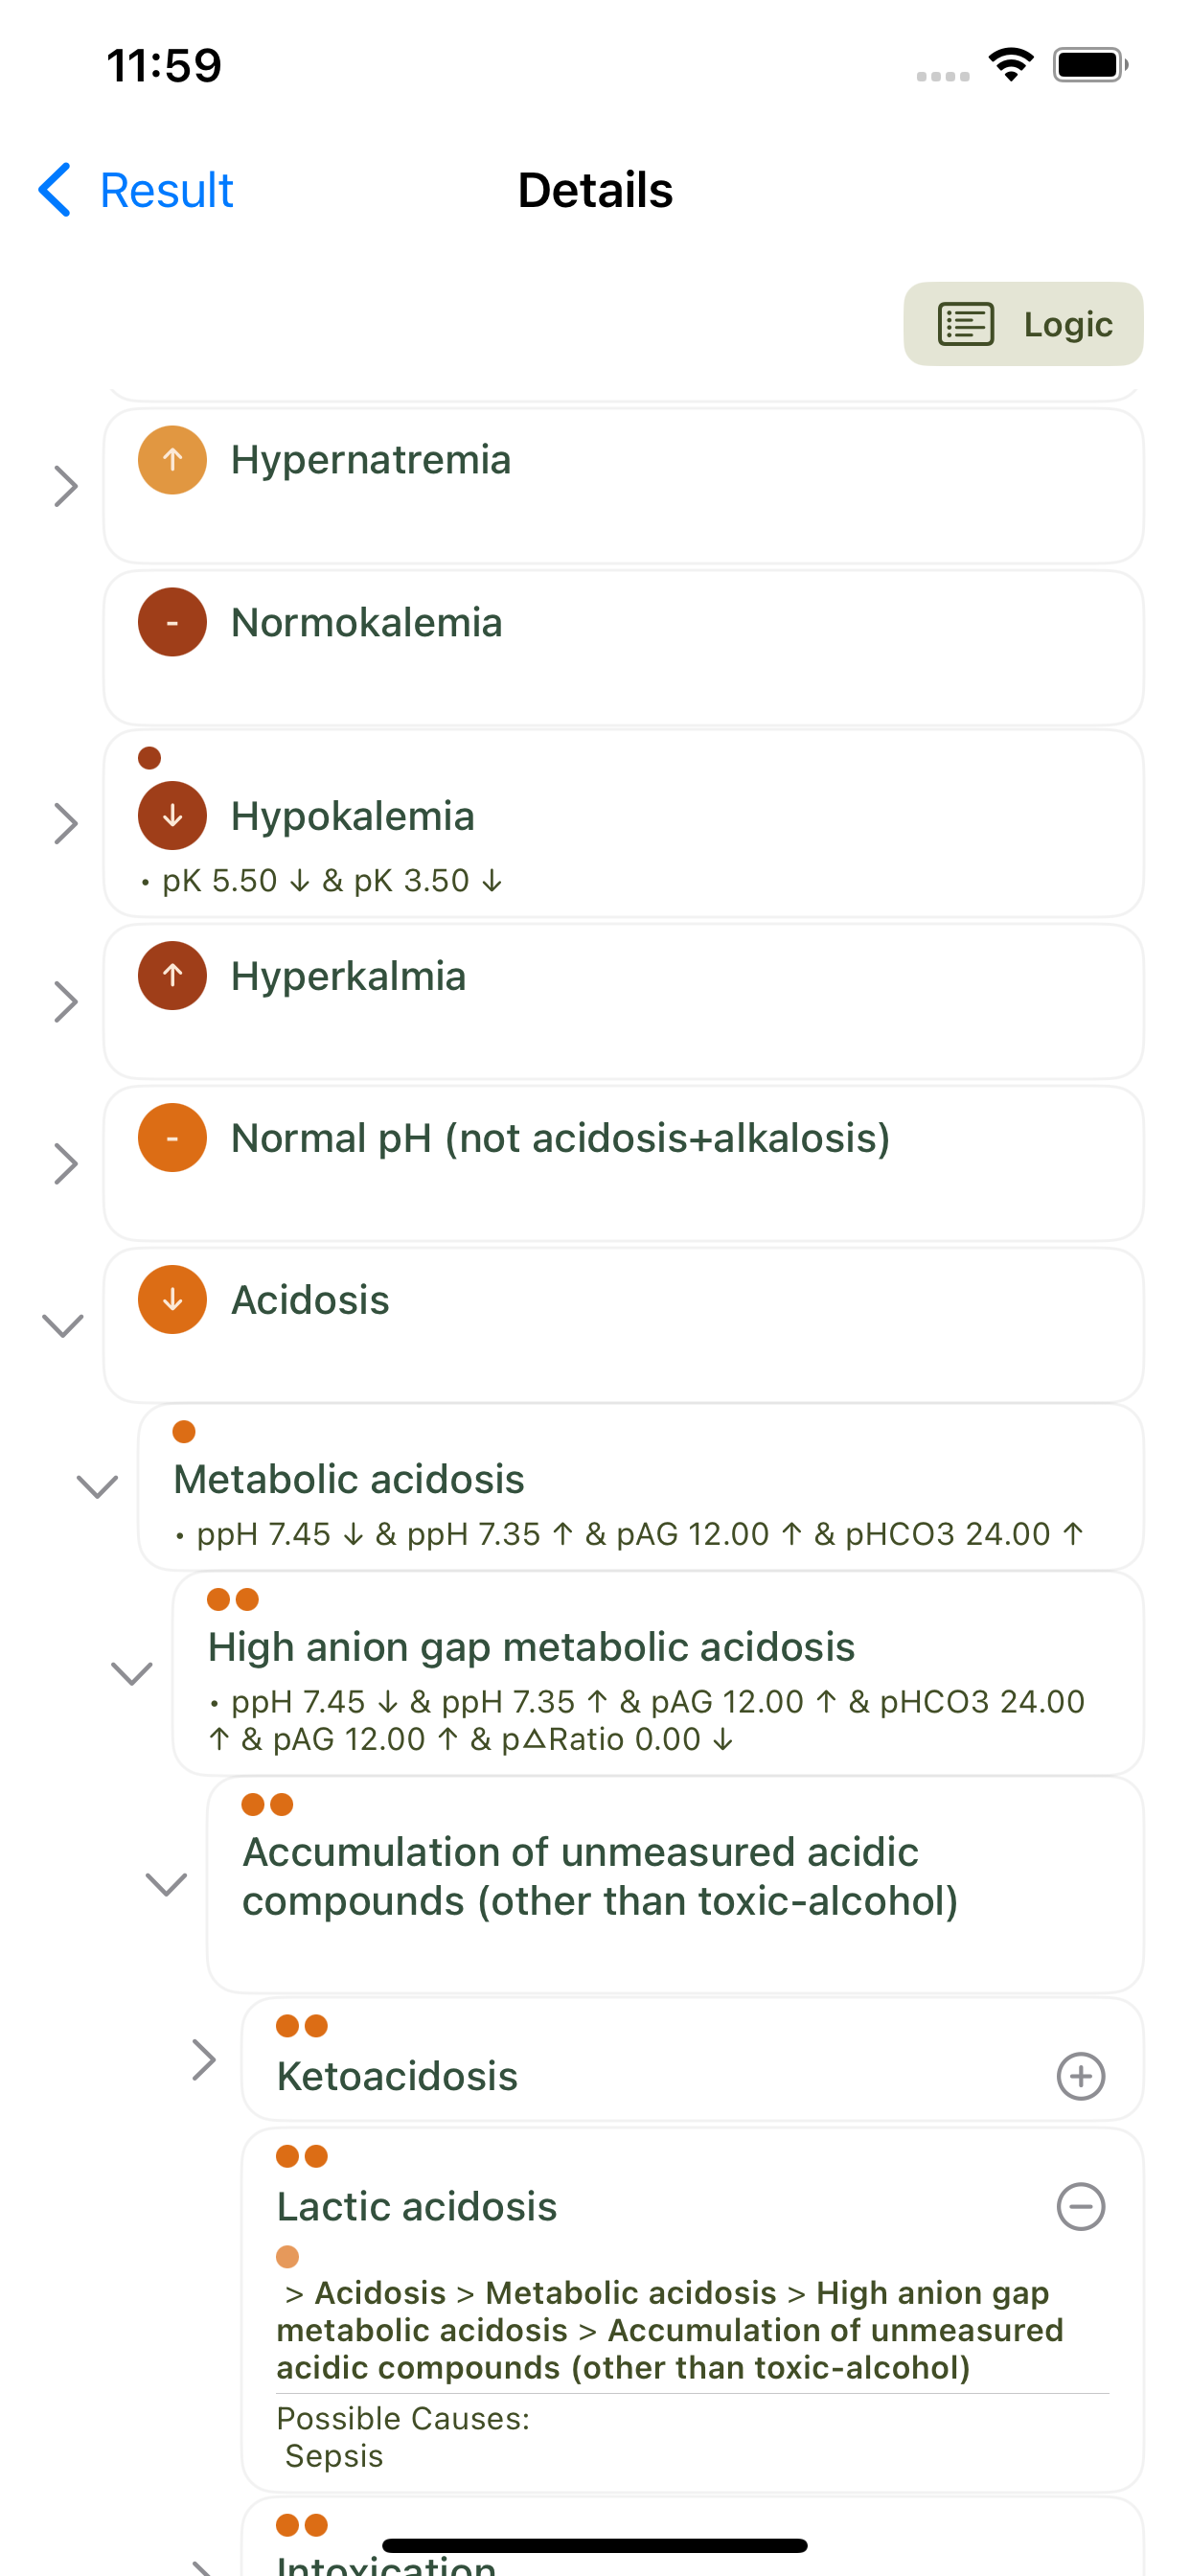 11:59
Result
Details
Logic
↑ Hypernatremia
- Normokalemia
↓ Hypokalemia
• pK 5.50 ↓ & pK 3.50 ↓
↑ Hyperkalmia
- Normal pH (not acidosis+alkalosis)
↓ Acidosis
Metabolic acidosis
• ppH 7.45 ↓ & ppH 7.35 ↑ & pAG 12.00 ↑ & pHCO3 24.00 ↑
High anion gap metabolic acidosis
• ppH 7.45 ↓ & ppH 7.35 ↑ & pAG 12.00 ↑ & pHCO3 24.00
↑ & pAG 12.00 ↑ & p△Ratio 0.00 ↓
Accumulation of unmeasured acidic
compounds (other than toxic-alcohol)
Ketoacidosis
Lactic acidosis
> Acidosis > Metabolic acidosis > High anion gap
metabolic acidosis > Accumulation of unmeasured
acidic compounds (other than toxic-alcohol)
Possible Causes:
Sepsis
Intoxication